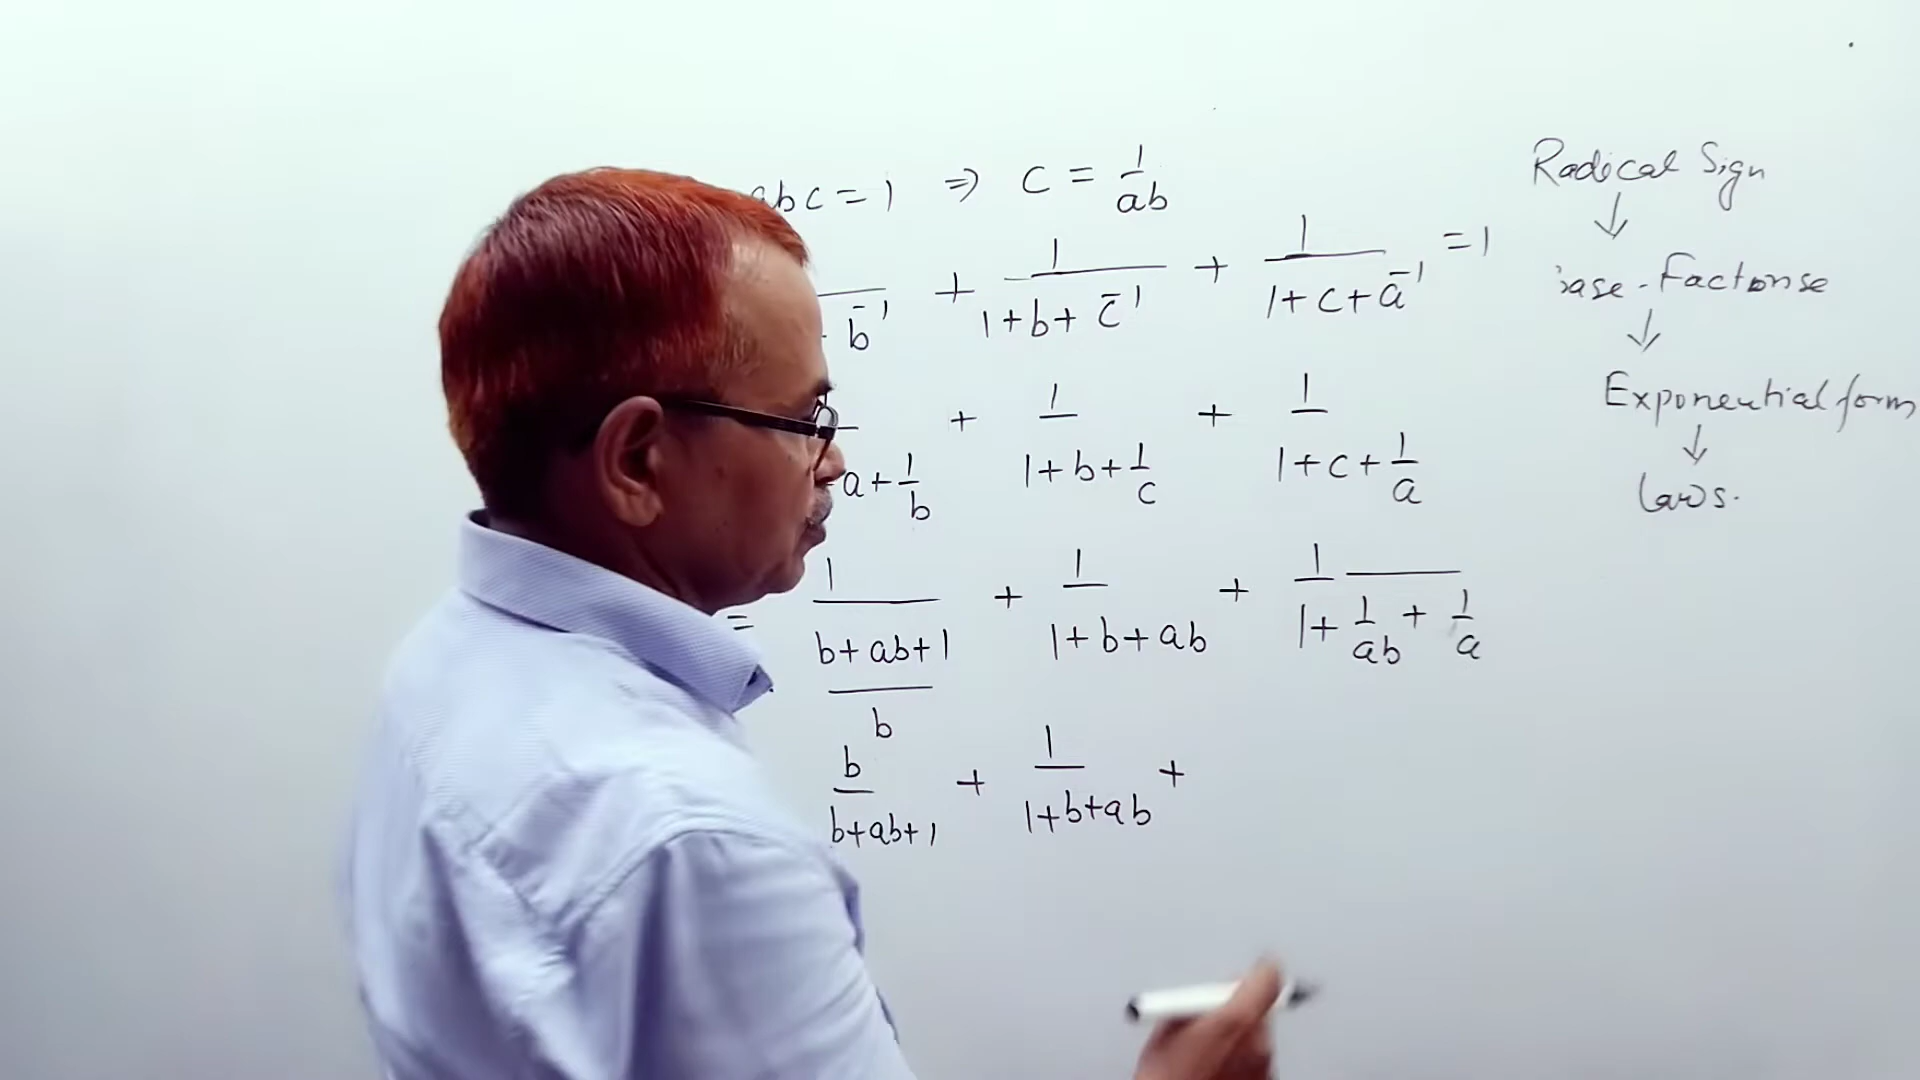 abc = 1 ⇒ c = 1/ab
b⁻¹ + 1/(1+b+c⁻¹) + 1/(1+c+a⁻¹) = 1
a + 1/b + 1/(1+b+1/c) + 1/(1+c+1/a)
= 1/((b+ab+1)/b) + 1/(1+b+ab) + 1/(1+1/ab+1/a)
b/(b+ab+1) + 1/(1+b+ab) +
Radical Sign
↓
Factorise
↓
Exponential form
↓
laws.